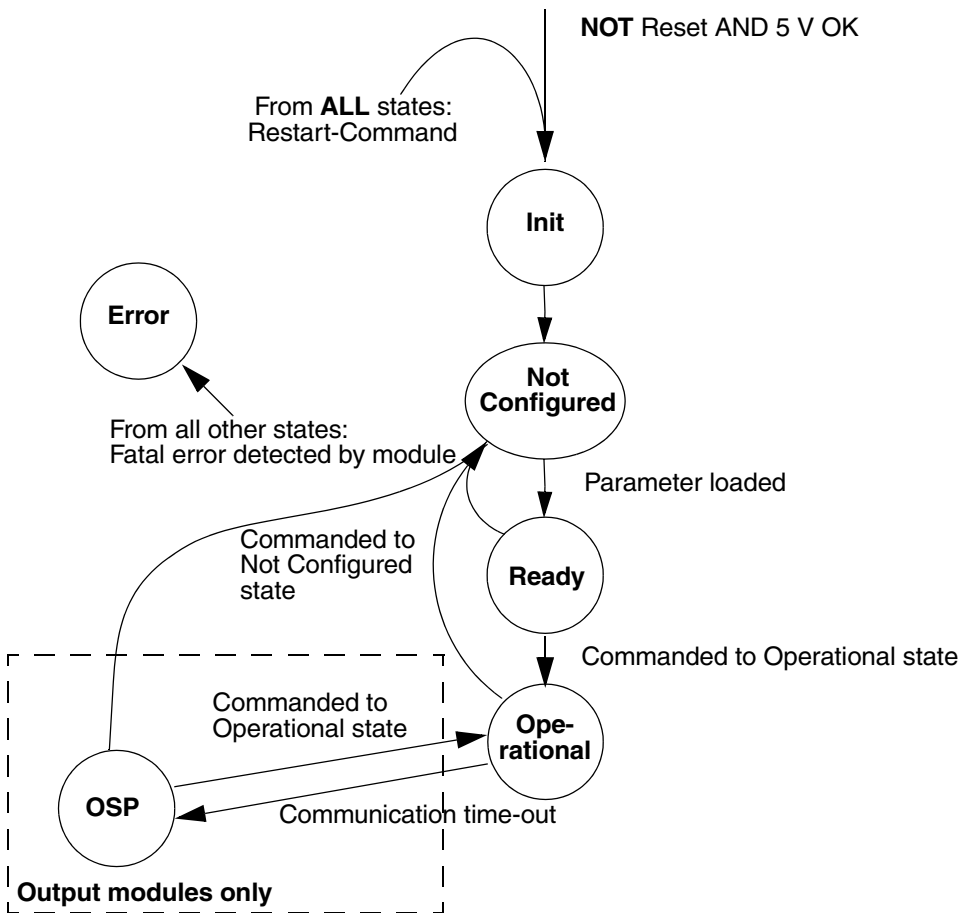 NOT Reset AND 5 V OK
From ALL states:
Restart-Command
Init
Error
Not
Configured
From all other states:
Fatal error detected by module
Parameter loaded
Commanded to
Not Configured
state
Ready
Commanded to Operational state
Commanded to
Operational state
Ope-
rational
OSP
Communication time-out
Output modules only